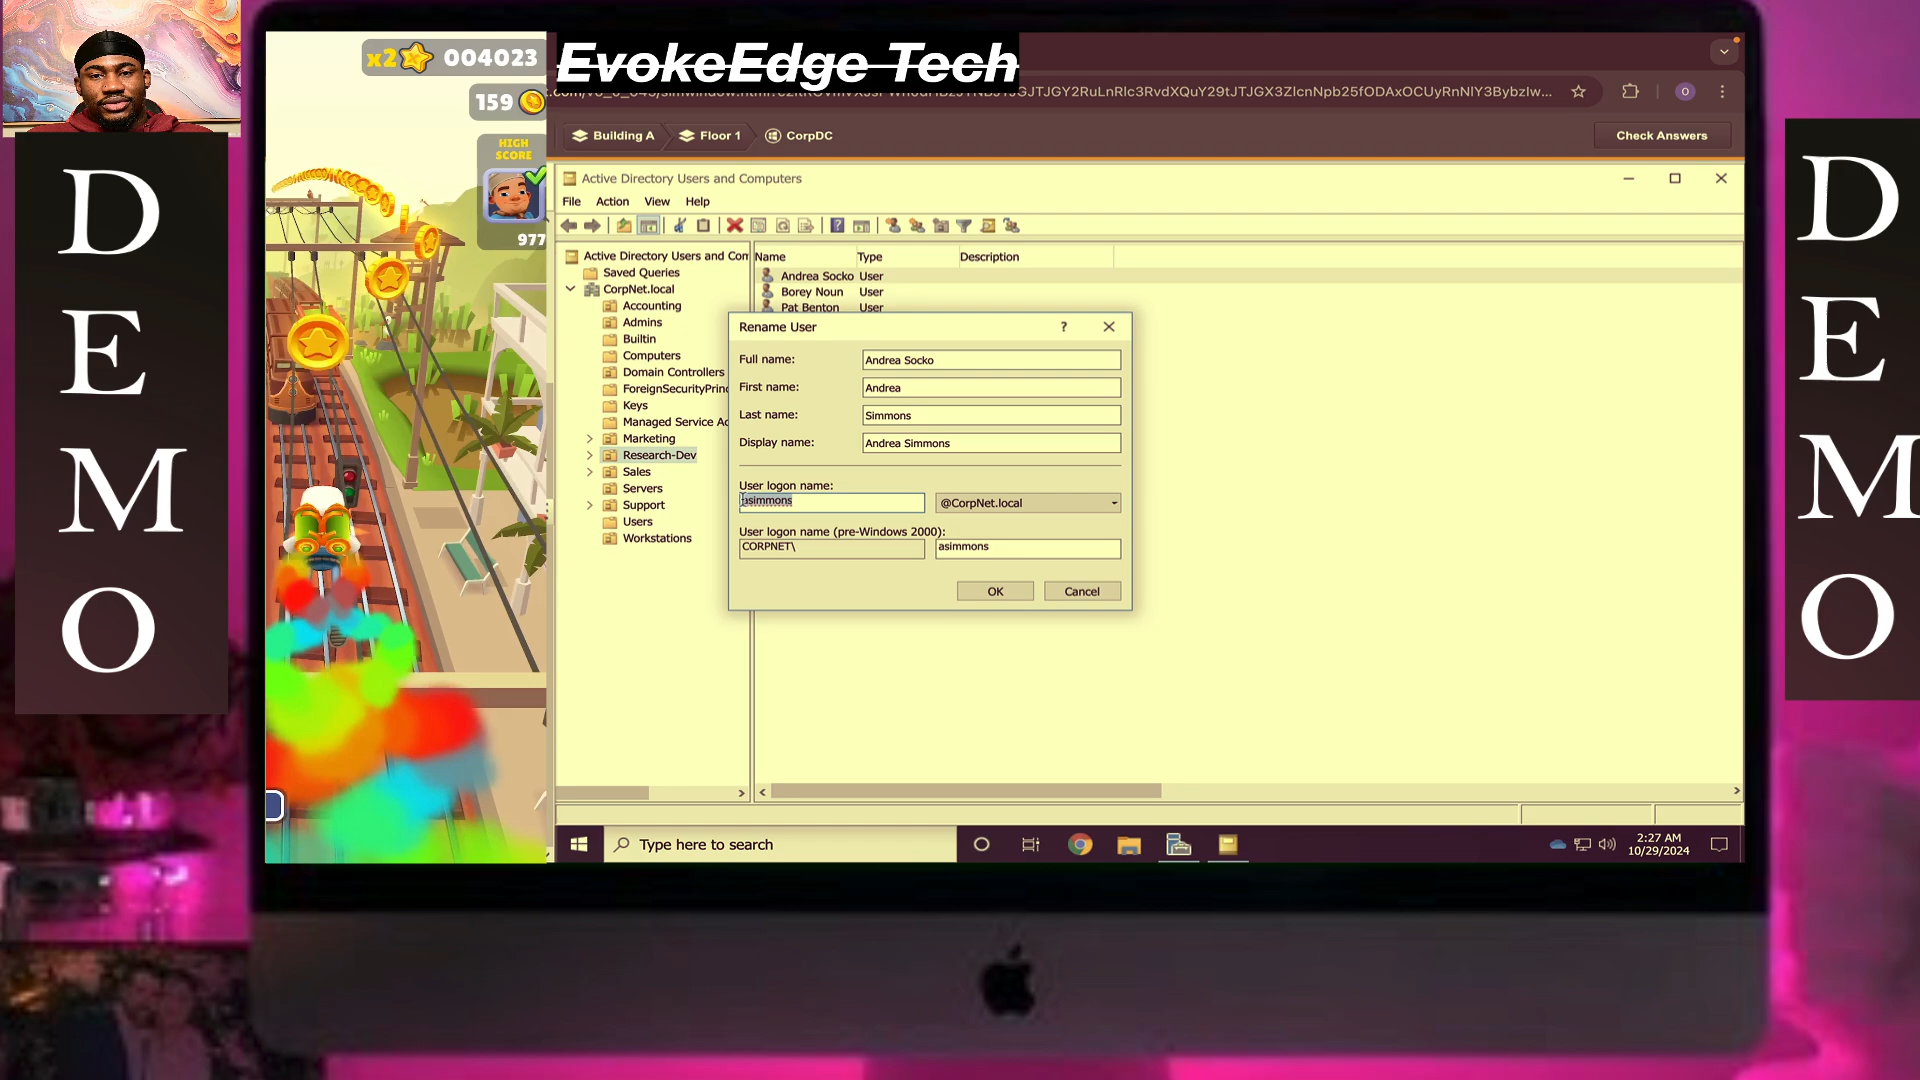 x2 004023
159
HIGH
SCORE
977
EvokeEdge Tech
Building A
Floor 1
CorpDC
Check Answers
Active Directory Users and Computers
File Action View Help
Active Directory Users and Com
Saved Queries
CorpNet.local
Accounting
Admins
Builtin
Computers
Domain Controllers
ForeignSecurityPrinc
Keys
Managed Service Ac
Marketing
Research-Dev
Sales
Servers
Support
Users
Workstations
Name Type Description
Andrea Socko User
Borey Noun User
Pat Benton User
Rename User ?
Full name: Andrea Socko
First name: Andrea
Last name: Simmons
Display name: Andrea Simmons
User logon name:
asimmons @CorpNet.local
User logon name (pre-Windows 2000):
CORPNET\ asimmons
OK Cancel
Type here to search
2:27 AM
10/29/2024
D
E
M
O
D
E
M
O